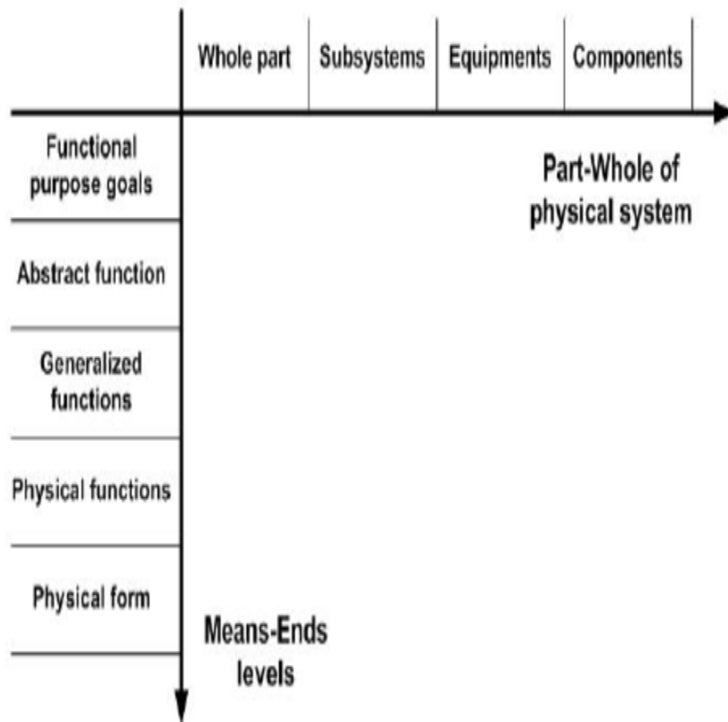 Whole part Subsystems Equipments Components
Functional
purpose goals
Part-Whole of
physical system
Abstract function
Generalized
functions
Physical functions
Physical form
Means-Ends
levels